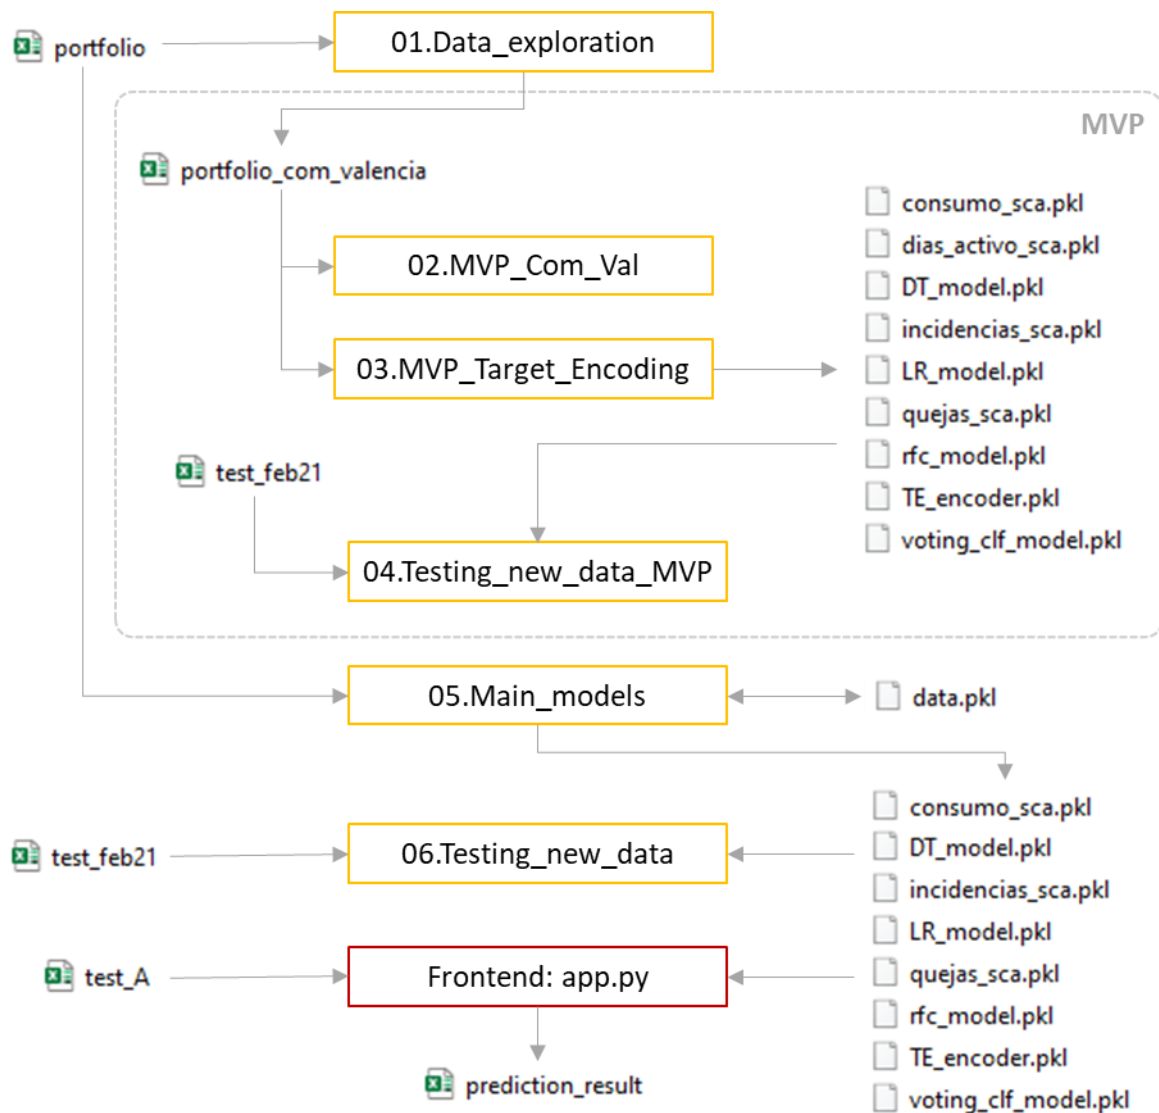 portfolio
01.Data_exploration
MVP
portfolio_com_valencia
02.MVP_Com_Val
03.MVP_Target_Encoding
consumo_sca.pkl
dias_activo_sca.pkl
DT_model.pkl
incidencias_sca.pkl
LR_model.pkl
quejas_sca.pkl
rfc_model.pkl
TE_encoder.pkl
voting_clf_model.pkl
test_feb21
04.Testing_new_data_MVP
05.Main_models
data.pkl
test_feb21
06.Testing_new_data
test_A
Frontend: app.py
consumo_sca.pkl
DT_model.pkl
incidencias_sca.pkl
LR_model.pkl
quejas_sca.pkl
rfc_model.pkl
TE_encoder.pkl
voting_clf_model.pkl
prediction_result